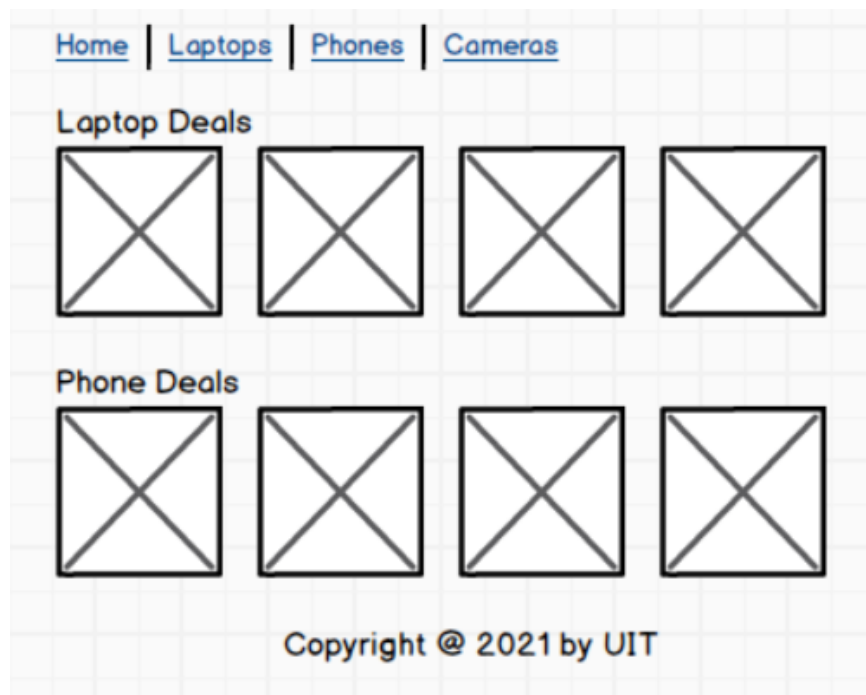 Home | Laptops | Phones | Cameras
Laptop Deals
Phone Deals
Copyright @ 2021 by UIT